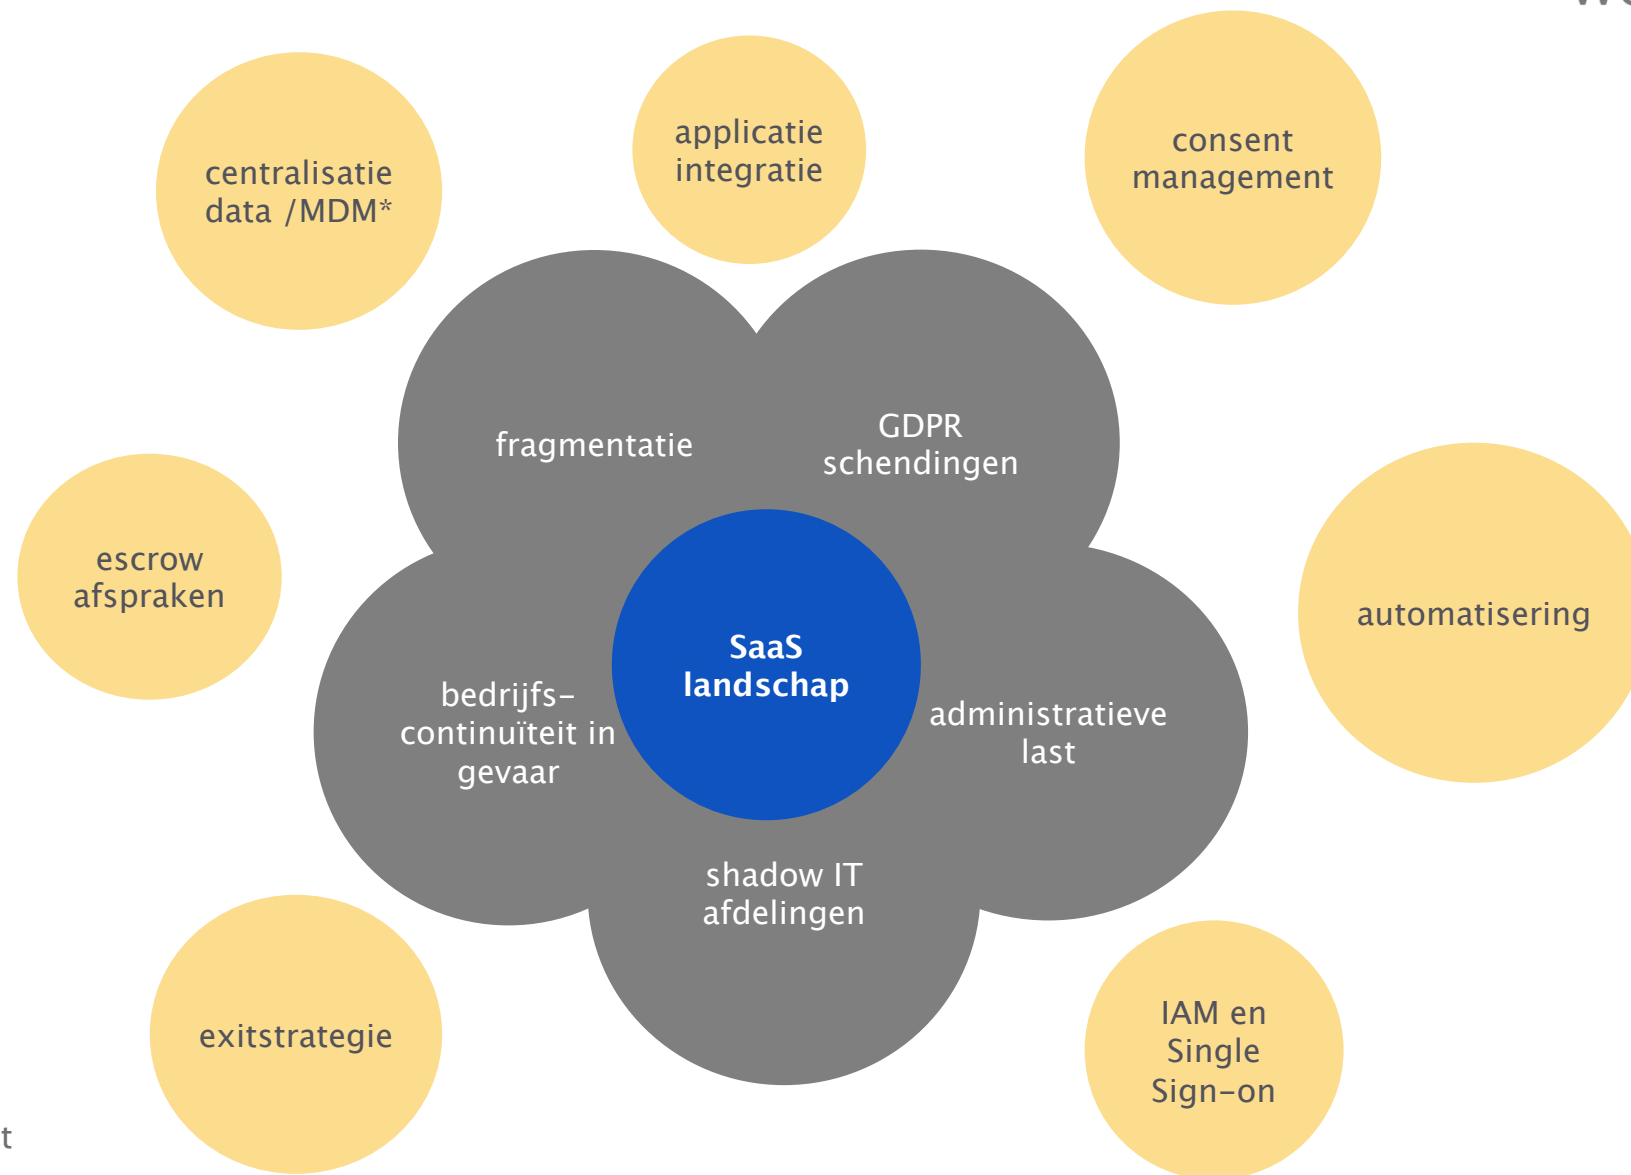 applicatie
integratie
consent
management
centralisatie
data /MDM*
fragmentatie
GDPR
schendingen
escrow
afspraken
automatisering
SaaS
landschap
bedrijfs-
continuïteit in
gevaar
administratieve
last
shadow IT
afdelingen
exitstrategie
IAM en
Single
Sign-on
t